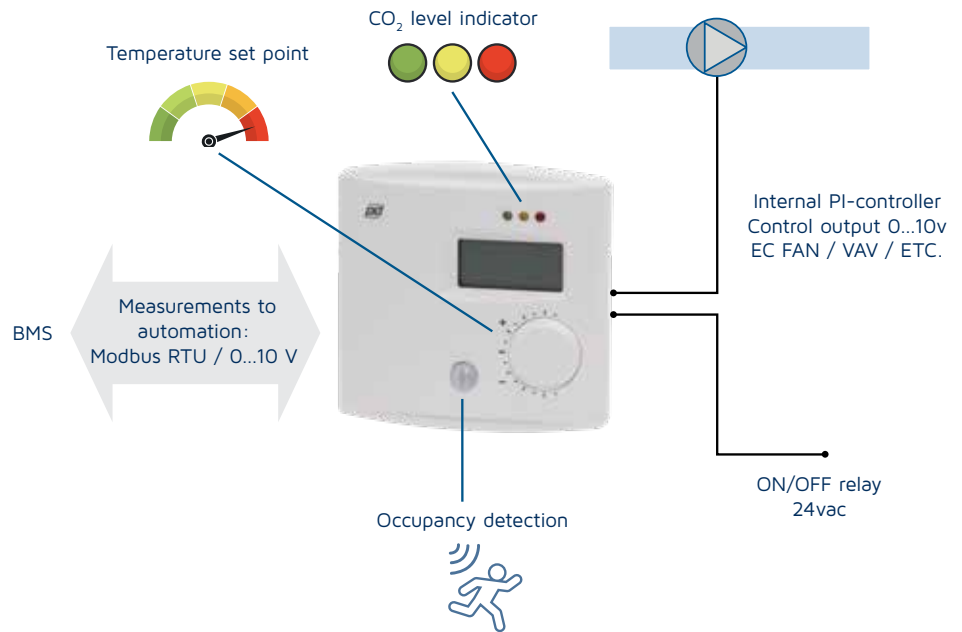 CO₂ level indicator
Temperature set point
Internal PI-controller
Control output 0...10v
EC FAN / VAV / ETC.
Measurements to
automation:
Modbus RTU / 0...10 V
BMS
ON/OFF relay
24vac
Occupancy detection